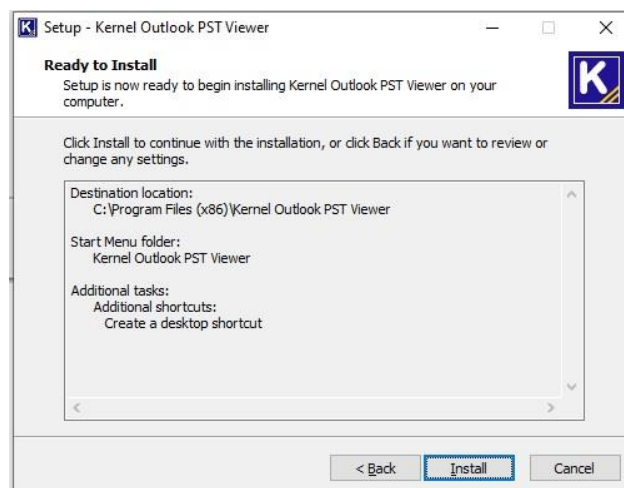 Setup - Kernel Outlook PST Viewer
Ready to Install
Setup is now ready to begin installing Kernel Outlook PST Viewer on your
computer.
K
Click Install to continue with the installation, or click Back if you want to review or
change any settings.
Destination location:
C:\Program Files (x86)\Kernel Outlook PST Viewer
Start Menu folder:
Kernel Outlook PST Viewer
Additional tasks:
Additional shortcuts:
Create a desktop shortcut
< Back
Install
Cancel